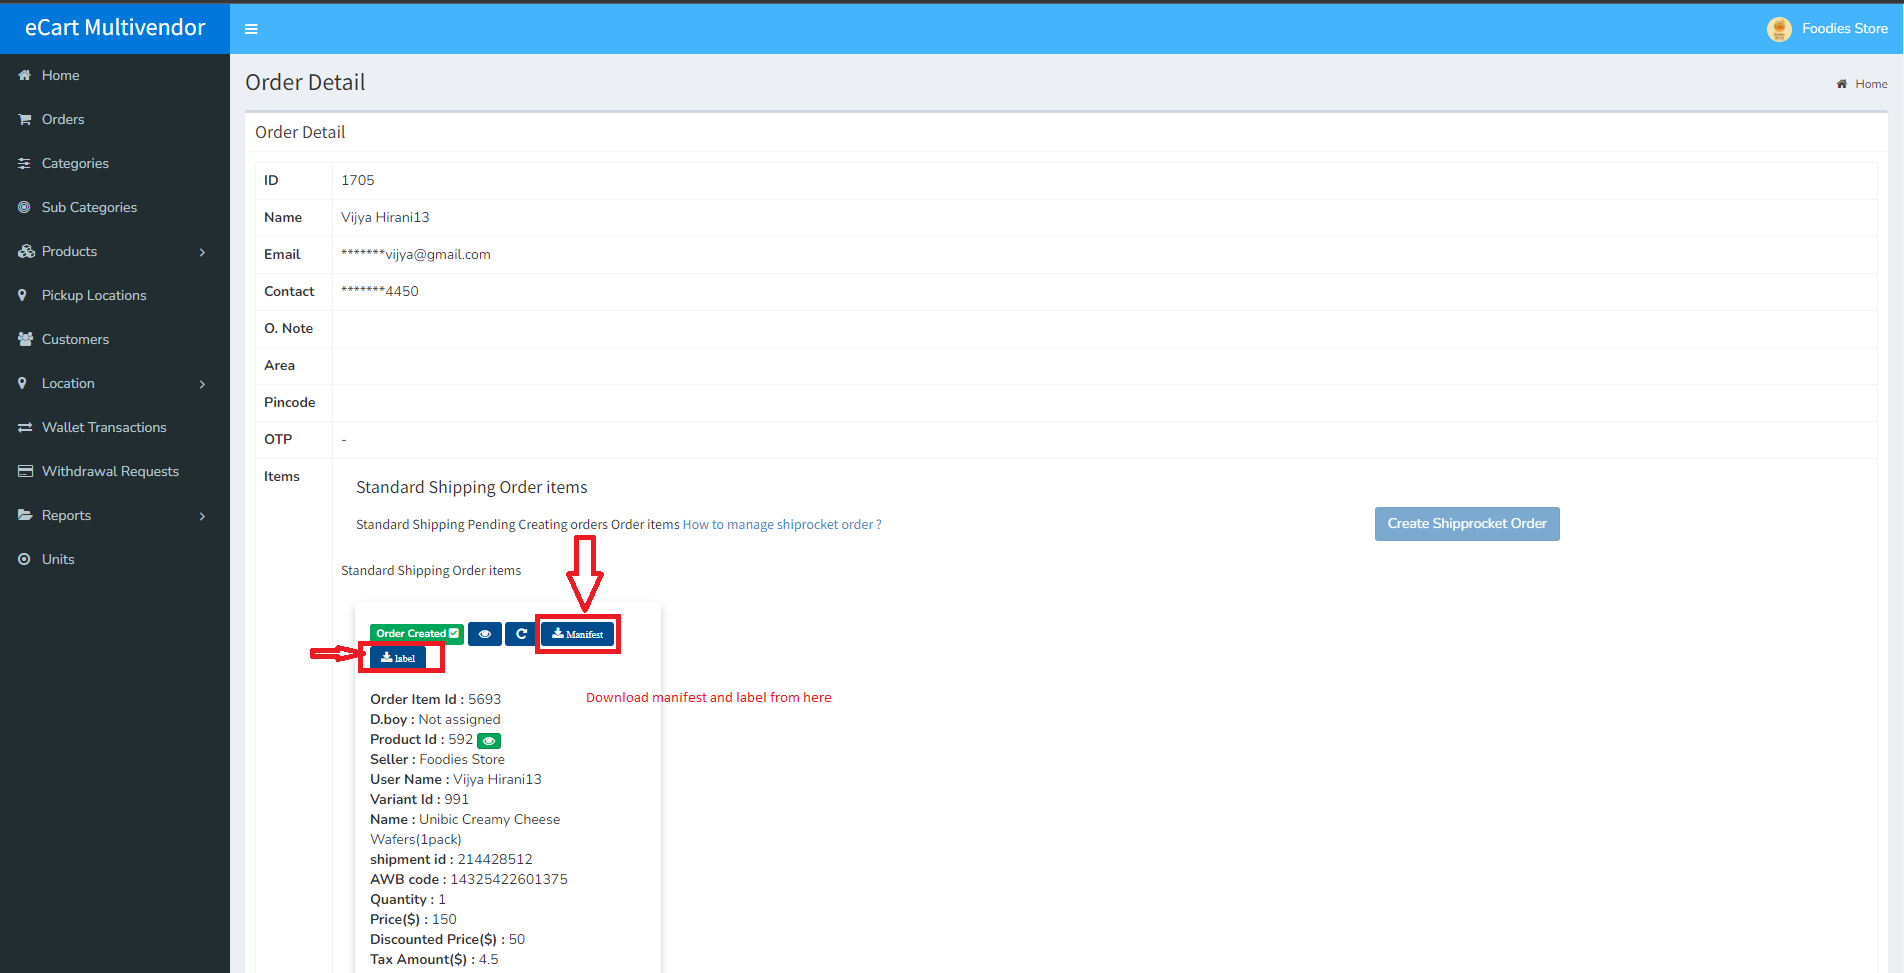 eCart Multivendor
Foodies Store
Home
Orders
Categories
Sub Categories
Products
Pickup Locations
Customers
Location
Wallet Transactions
Withdrawal Requests
Reports
Units
Order Detail
Home
Order Detail
ID 1705
Name Vijya Hirani13
Email *******vijya@gmail.com
Contact *******4450
O. Note
Area
Pincode
OTP -
Items
Standard Shipping Order items
Standard Shipping Pending Creating orders Order items How to manage shiprocket order ?
Create Shipprocket Order
Standard Shipping Order items
Order Created
Manifest
label
Download manifest and label from here
Order Item Id : 5693
D.boy : Not assigned
Product Id : 592
Seller : Foodies Store
User Name : Vijya Hirani13
Variant Id : 991
Name : Unibic Creamy Cheese
Wafers(1pack)
shipment id : 214428512
AWB code : 14325422601375
Quantity : 1
Price($) : 150
Discounted Price($) : 50
Tax Amount($) : 4.5